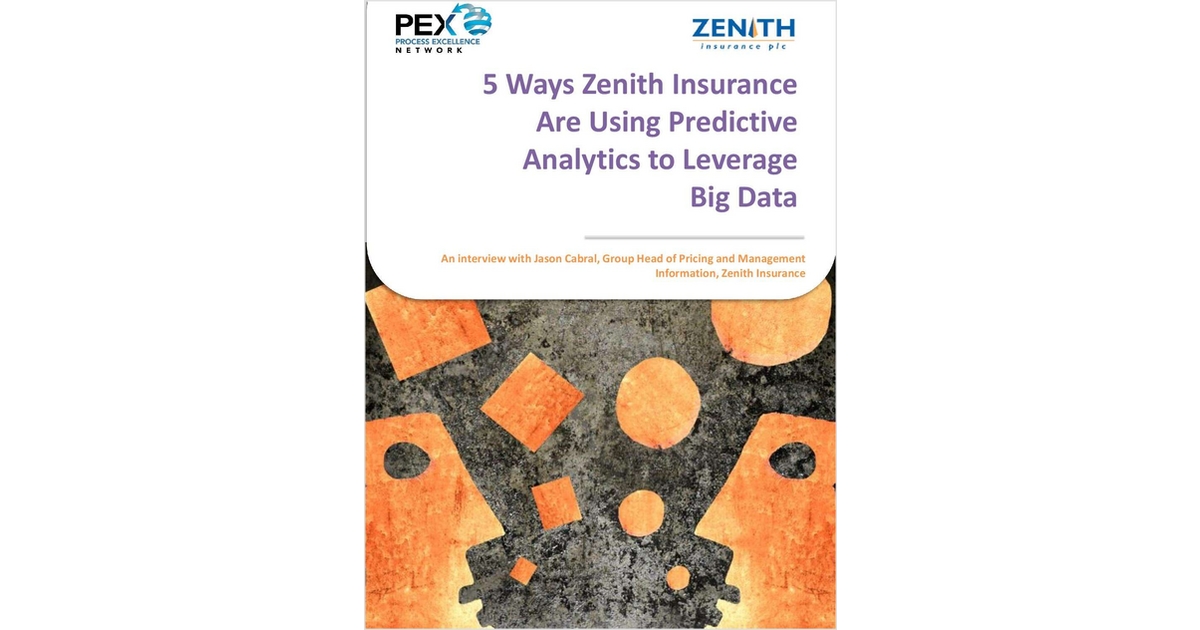 PEX
PROCESS EXCELLENCE
NETWORK
ZENITH
insurance plc
5 Ways Zenith Insurance
Are Using Predictive
Analytics to Leverage
Big Data
An interview with Jason Cabral, Group Head of Pricing and Management
Information, Zenith Insurance